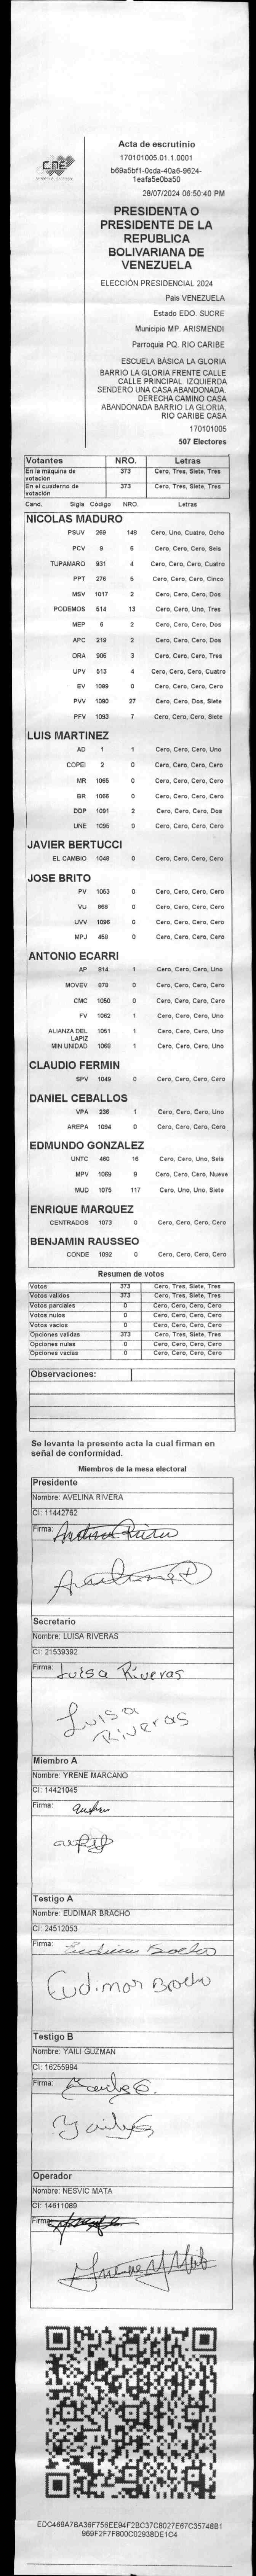 CNE
Acta de escrutinio
170101005.01.1.0001
b69a5bf1-0cda-40a6-9624-
1eafa5e0ba50
28/07/2024 06:50:40 PM
PRESIDENTA O
PRESIDENTE DE LA
REPUBLICA
BOLIVARIANA DE
VENEZUELA
ELECCIÓN PRESIDENCIAL 2024
Pais VENEZUELA
Estado EDO. SUCRE
Municipio MP. ARISMENDI
Parroquia PQ. RIO CARIBE
ESCUELA BÁSICA LA GLORIA
BARRIO LA GLORIA FRENTE CALLE
CALLE PRINCIPAL. IZQUIERDA
SENDERO UNA CASA ABANDONADA.
DERECHA CAMINO CASA
ABANDONADA BARRIO LA GLORIA,
RIO CARIBE CASA
170101005
507 Electores
Votantes NRO. Letras
En la máquina de votación 373 Cero, Tres, Siete, Tres
En el cuaderno de votación 373 Cero, Tres, Siete, Tres
Cand. Sigla Código NRO. Letras
NICOLAS MADURO
PSUV 269 148 Cero, Uno, Cuatro, Ocho
PCV 9 6 Cero, Cero, Cero, Seis
TUPAMARO 931 4 Cero, Cero, Cero, Cuatro
PPT 276 5 Cero, Cero, Cero, Cinco
MSV 1017 2 Cero, Cero, Cero, Dos
PODEMOS 514 13 Cero, Cero, Uno, Tres
MEP 6 2 Cero, Cero, Cero, Dos
APC 219 2 Cero, Cero, Cero, Dos
ORA 906 3 Cero, Cero, Cero, Tres
UPV 513 4 Cero, Cero, Cero, Cuatro
EV 1089 0 Cero, Cero, Cero, Cero
PVV 1090 27 Cero, Cero, Dos, Siete
PFV 1093 7 Cero, Cero, Cero, Siete
LUIS MARTINEZ
AD 1 1 Cero, Cero, Cero, Uno
COPEI 2 0 Cero, Cero, Cero, Cero
MR 1065 0 Cero, Cero, Cero, Cero
BR 1066 0 Cero, Cero, Cero, Cero
DDP 1091 2 Cero, Cero, Cero, Dos
UNE 1095 0 Cero, Cero, Cero, Cero
JAVIER BERTUCCI
EL CAMBIO 1048 0 Cero, Cero, Cero, Cero
JOSE BRITO
PV 1053 0 Cero, Cero, Cero, Cero
VU 868 0 Cero, Cero, Cero, Cero
UVV 1096 0 Cero, Cero, Cero, Cero
MPJ 458 0 Cero, Cero, Cero, Cero
ANTONIO ECARRI
AP 914 1 Cero, Cero, Cero, Uno
MOVEV 979 0 Cero, Cero, Cero, Cero
CMC 1050 0 Cero, Cero, Cero, Cero
FV 1062 1 Cero, Cero, Cero, Uno
ALIANZA DEL LAPIZ 1051 1 Cero, Cero, Cero, Uno
MIN UNIDAD 1068 1 Cero, Cero, Cero, Uno
CLAUDIO FERMIN
SPV 1049 0 Cero, Cero, Cero, Cero
DANIEL CEBALLOS
VPA 236 1 Cero, Cero, Cero, Uno
AREPA 1094 0 Cero, Cero, Cero, Cero
EDMUNDO GONZALEZ
UNTC 460 16 Cero, Cero, Uno, Seis
MPV 1069 9 Cero, Cero, Cero, Nueve
MUD 1075 117 Cero, Uno, Uno, Siete
ENRIQUE MARQUEZ
CENTRADOS 1073 0 Cero, Cero, Cero, Cero
BENJAMIN RAUSSEO
CONDE 1092 0 Cero, Cero, Cero, Cero
Resumen de votos
Votos 373 Cero, Tres, Siete, Tres
Votos validos 373 Cero, Tres, Siete, Tres
Votos parciales 0 Cero, Cero, Cero, Cero
Votos nulos 0 Cero, Cero, Cero, Cero
Votos vacios 0 Cero, Cero, Cero, Cero
Opciones validas 373 Cero, Tres, Siete, Tres
Opciones nulas 0 Cero, Cero, Cero, Cero
Opciones vacias 0 Cero, Cero, Cero, Cero
Observaciones:
Se levanta la presente acta la cual firman en
señal de conformidad.
Miembros de la mesa electoral
Presidente
Nombre: AVELINA RIVERA
CI: 11442762
Firma:
Secretario
Nombre: LUISA RIVERAS
CI: 21539392
Firma: Luisa Riveras
Luisa
Riveras
Miembro A
Nombre: YRENE MARCANO
CI: 14421045
Firma:
Testigo A
Nombre: EUDIMAR BRACHO
CI: 24512053
Firma:
Eudimar Bracho
Testigo B
Nombre: YAILI GUZMAN
CI: 16255994
Firma:
Operador
Nombre: NESVIC MATA
CI: 14611089
Firma:
EDC469A7BA36F756EE94F2BC37C8027E67C35748B1
969F2F7F800C02938DE1C4